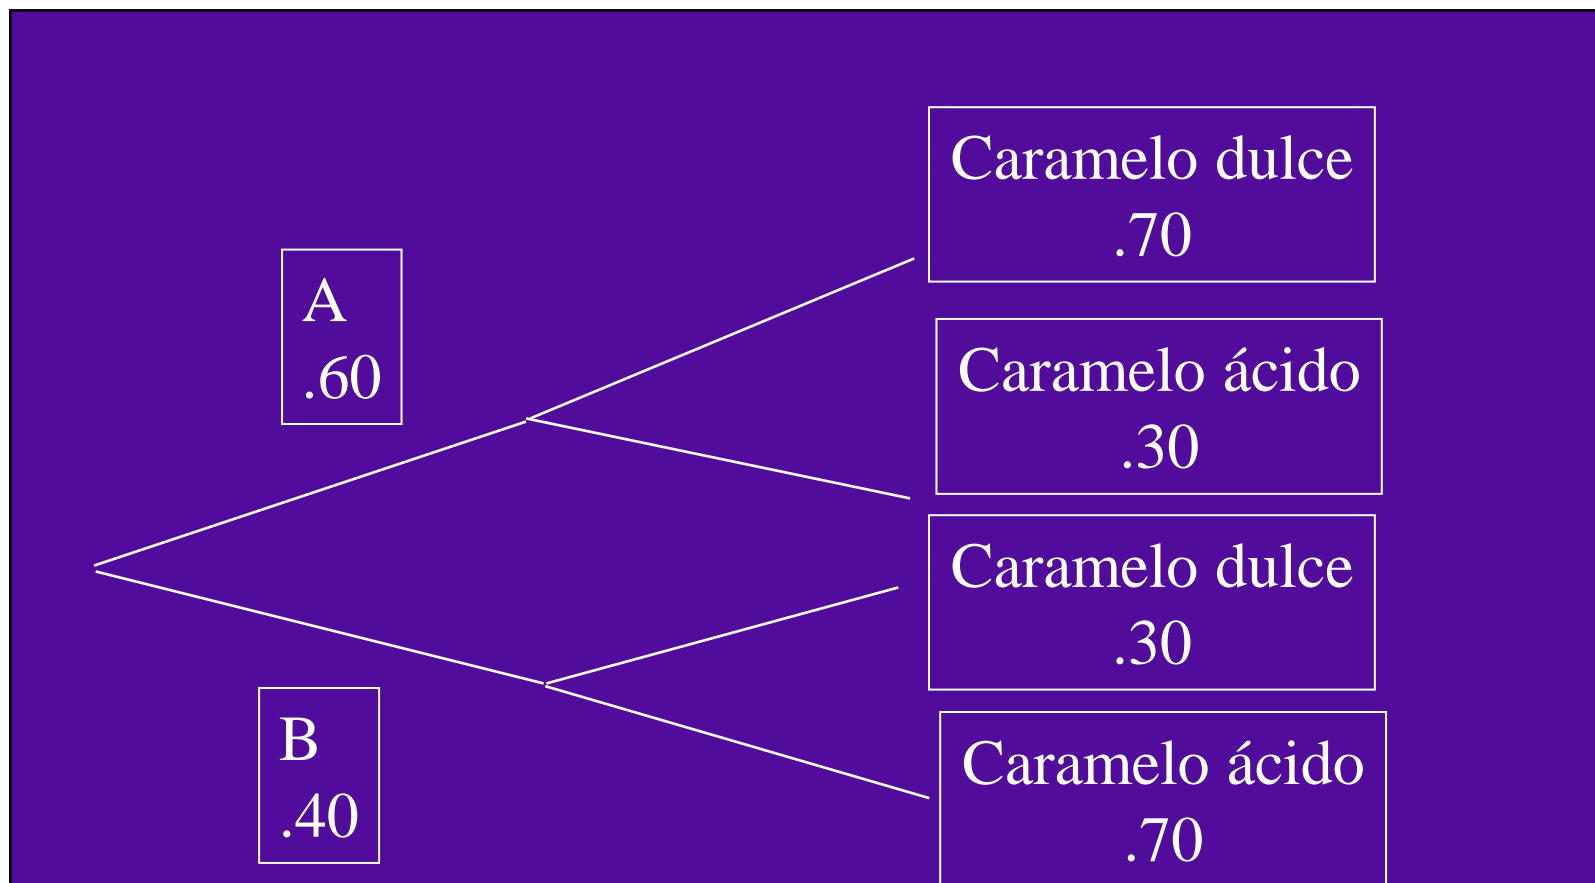 Caramelo dulce
.70
A
.60
Caramelo ácido
.30
Caramelo dulce
.30
B
.40
Caramelo ácido
.70